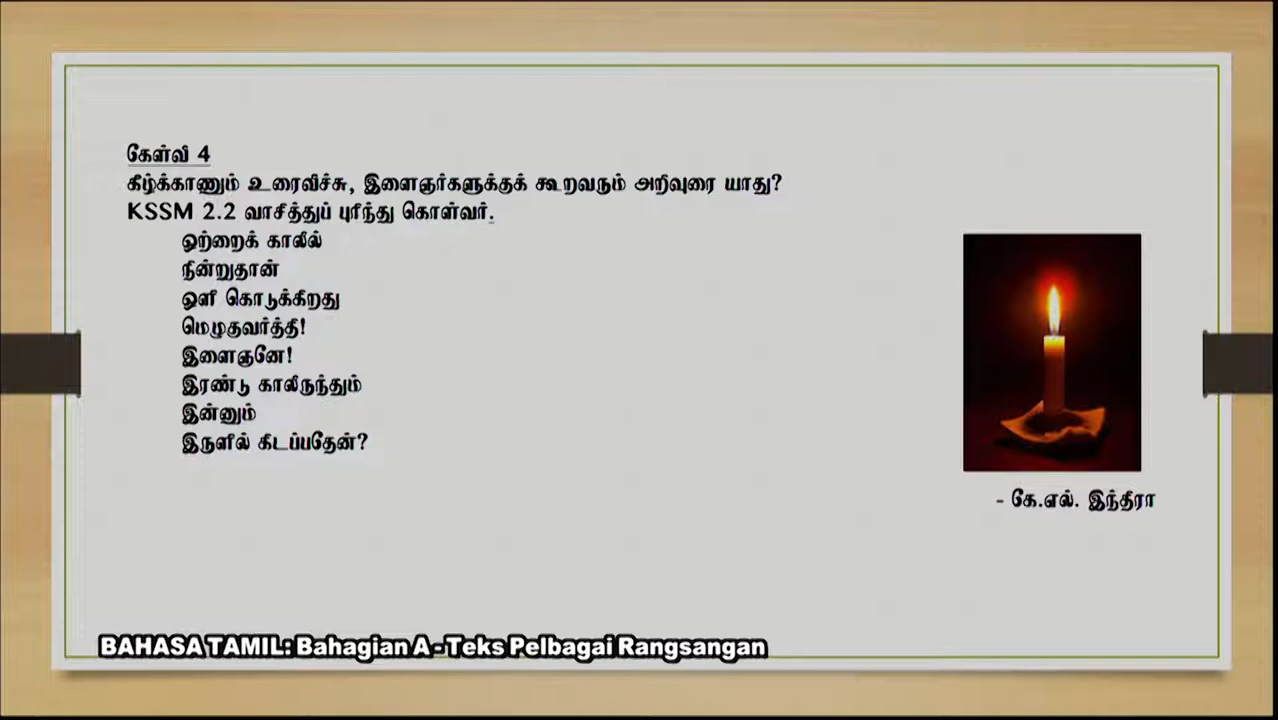 கேள்வி 4
கீழ்க்காணும் உரைவீச்சு, இளைஞர்களுக்குக் கூறவரும் அறிவுரை யாது?
KSSM 2.2 வாசித்துப் புரிந்து கொள்வர்.
ஒற்றைக் காலில்
நின்றுதான்
ஒளி கொடுக்கிறது
மெழுகுவர்த்தி!
இளைஞனே!
இரண்டு காலிருந்தும்
இன்னும்
இருளில் கிடப்பதேன்?
- கே.எல். இந்திரா
BAHASA TAMIL: Bahagian A - Teks Pelbagai Rangsangan